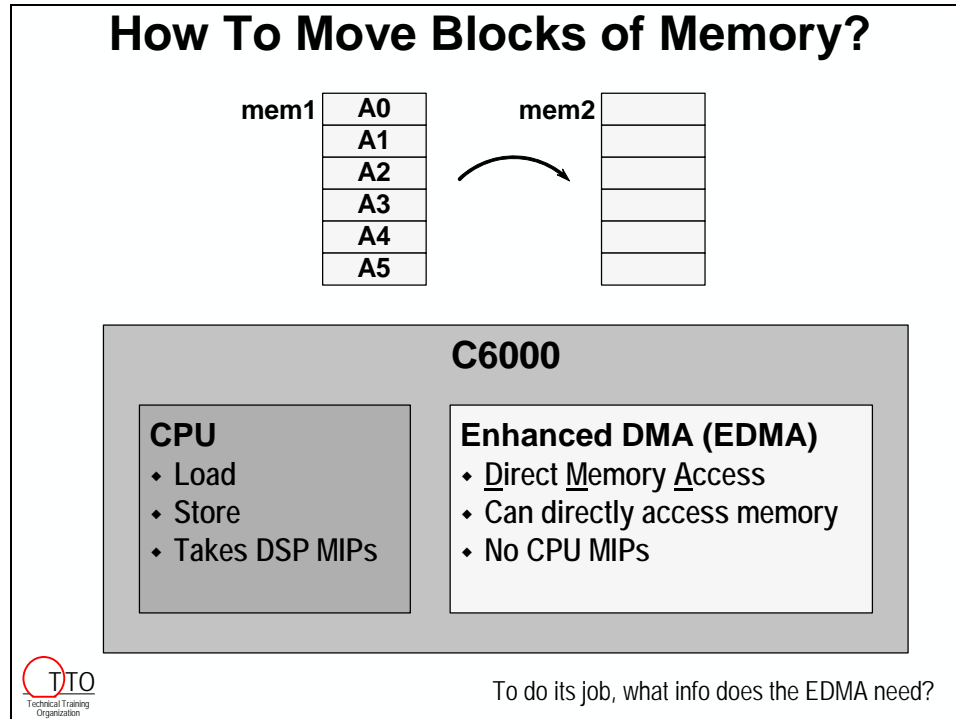 How To Move Blocks of Memory?
mem1
A0
A1
A2
A3
A4
A5
mem2
C6000
CPU
◆ Load
◆ Store
◆ Takes DSP MIPs
Enhanced DMA (EDMA)
◆ Direct Memory Access
◆ Can directly access memory
◆ No CPU MIPs
TTO
Technical Training
Organization
To do its job, what info does the EDMA need?